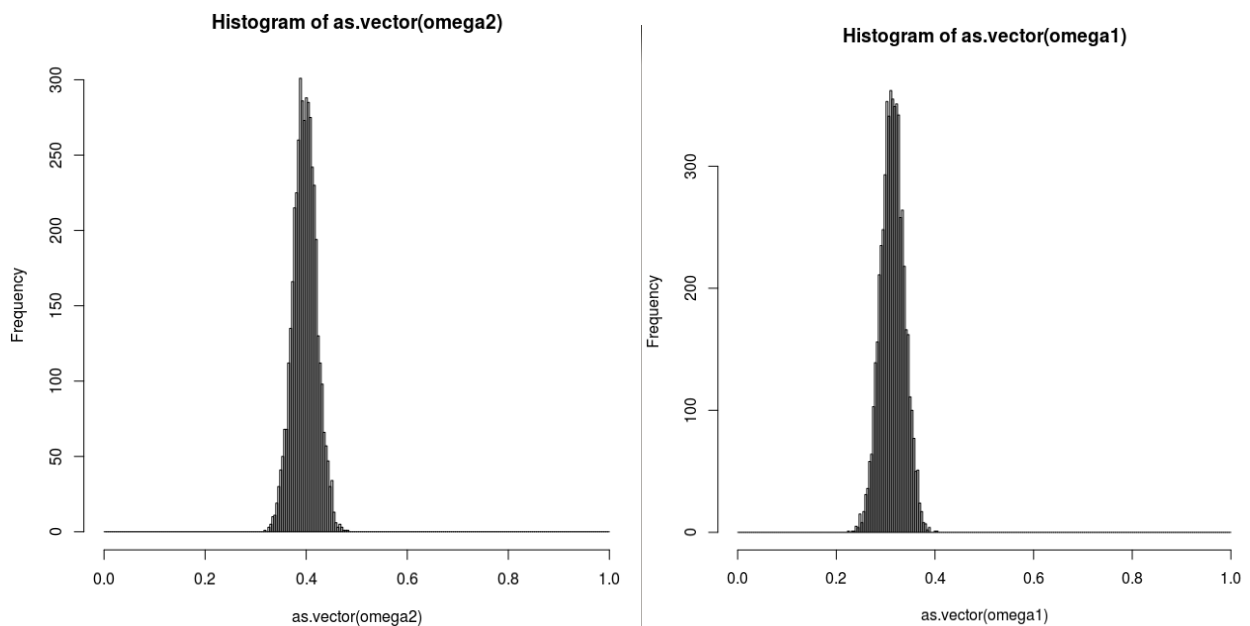 Histogram of as.vector(omega2)
Frequency
300
250
200
150
100
50
0
0.0 0.2 0.4 0.6 0.8 1.0
as.vector(omega2)
Histogram of as.vector(omega1)
Frequency
300
200
100
0
0.0 0.2 0.4 0.6 0.8 1.0
as.vector(omega1)